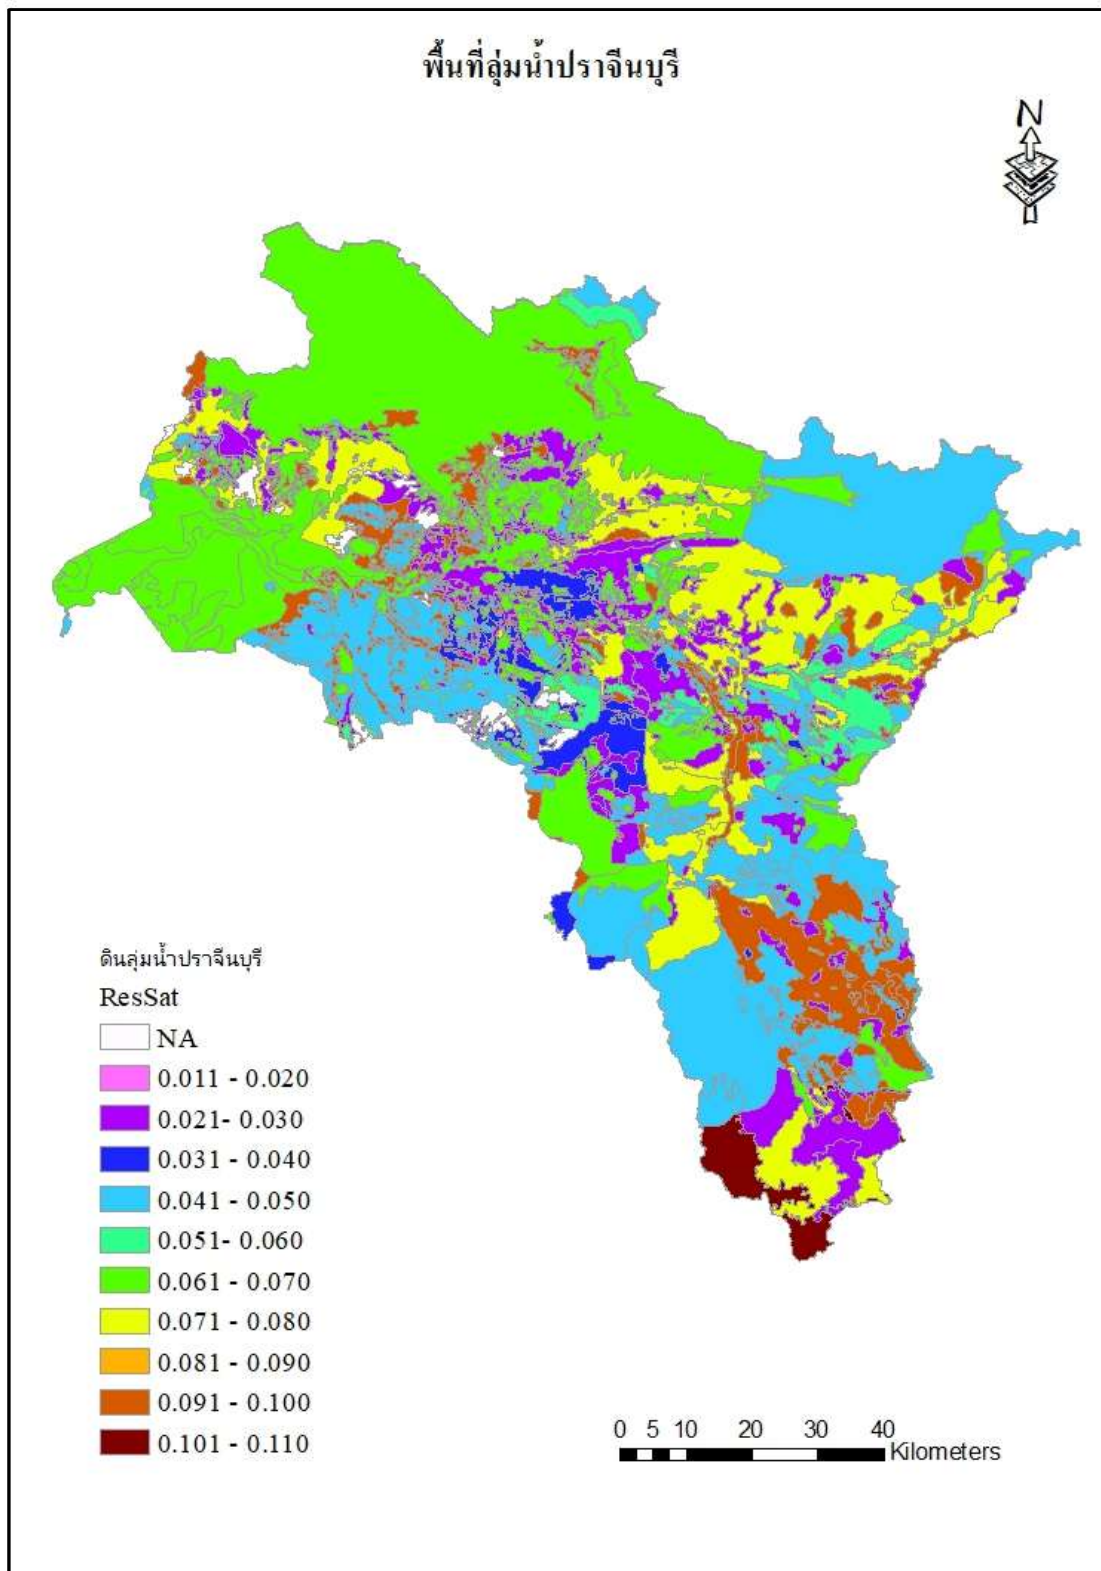 พื้นที่ลุ่มน้ำปราจีนบุรี
N
ดินลุ่มน้ำปราจีนบุรี
ResSat
NA
0.011 - 0.020
0.021- 0.030
0.031 - 0.040
0.041 - 0.050
0.051- 0.060
0.061 - 0.070
0.071 - 0.080
0.081 - 0.090
0.091 - 0.100
0.101 - 0.110
0 5 10 20 30 40
Kilometers